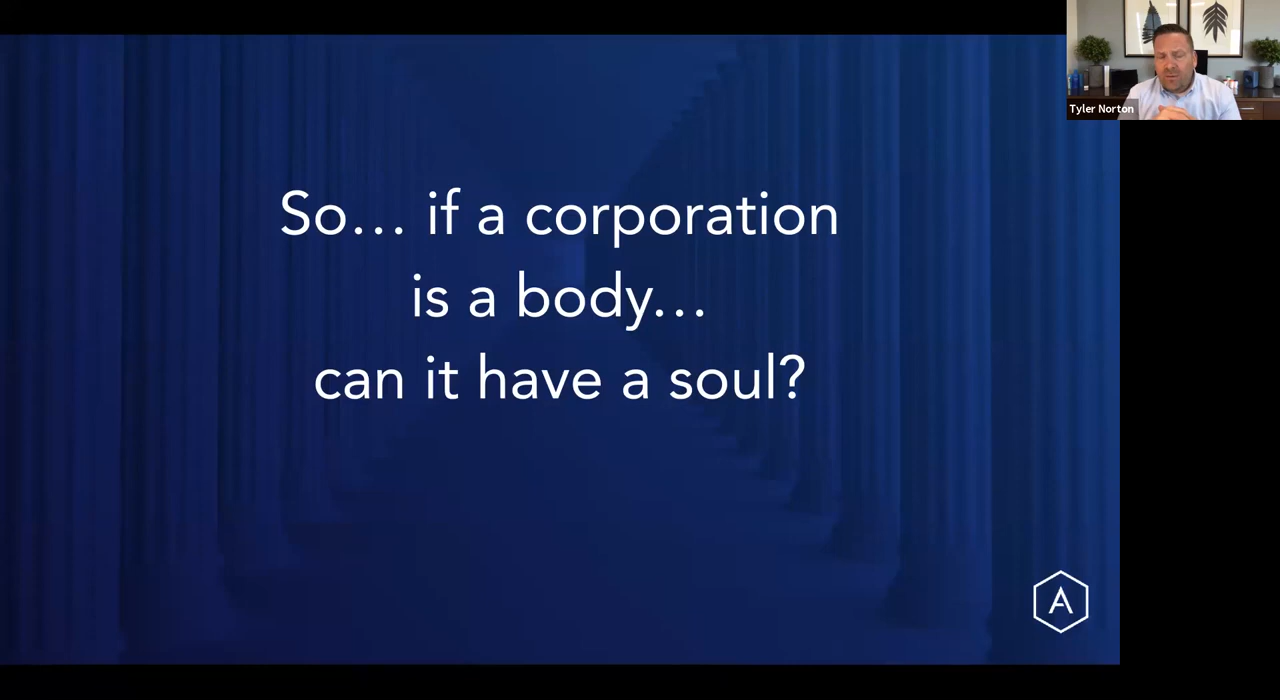 So… if a corporation
is a body…
can it have a soul?
A
Tyler Norton